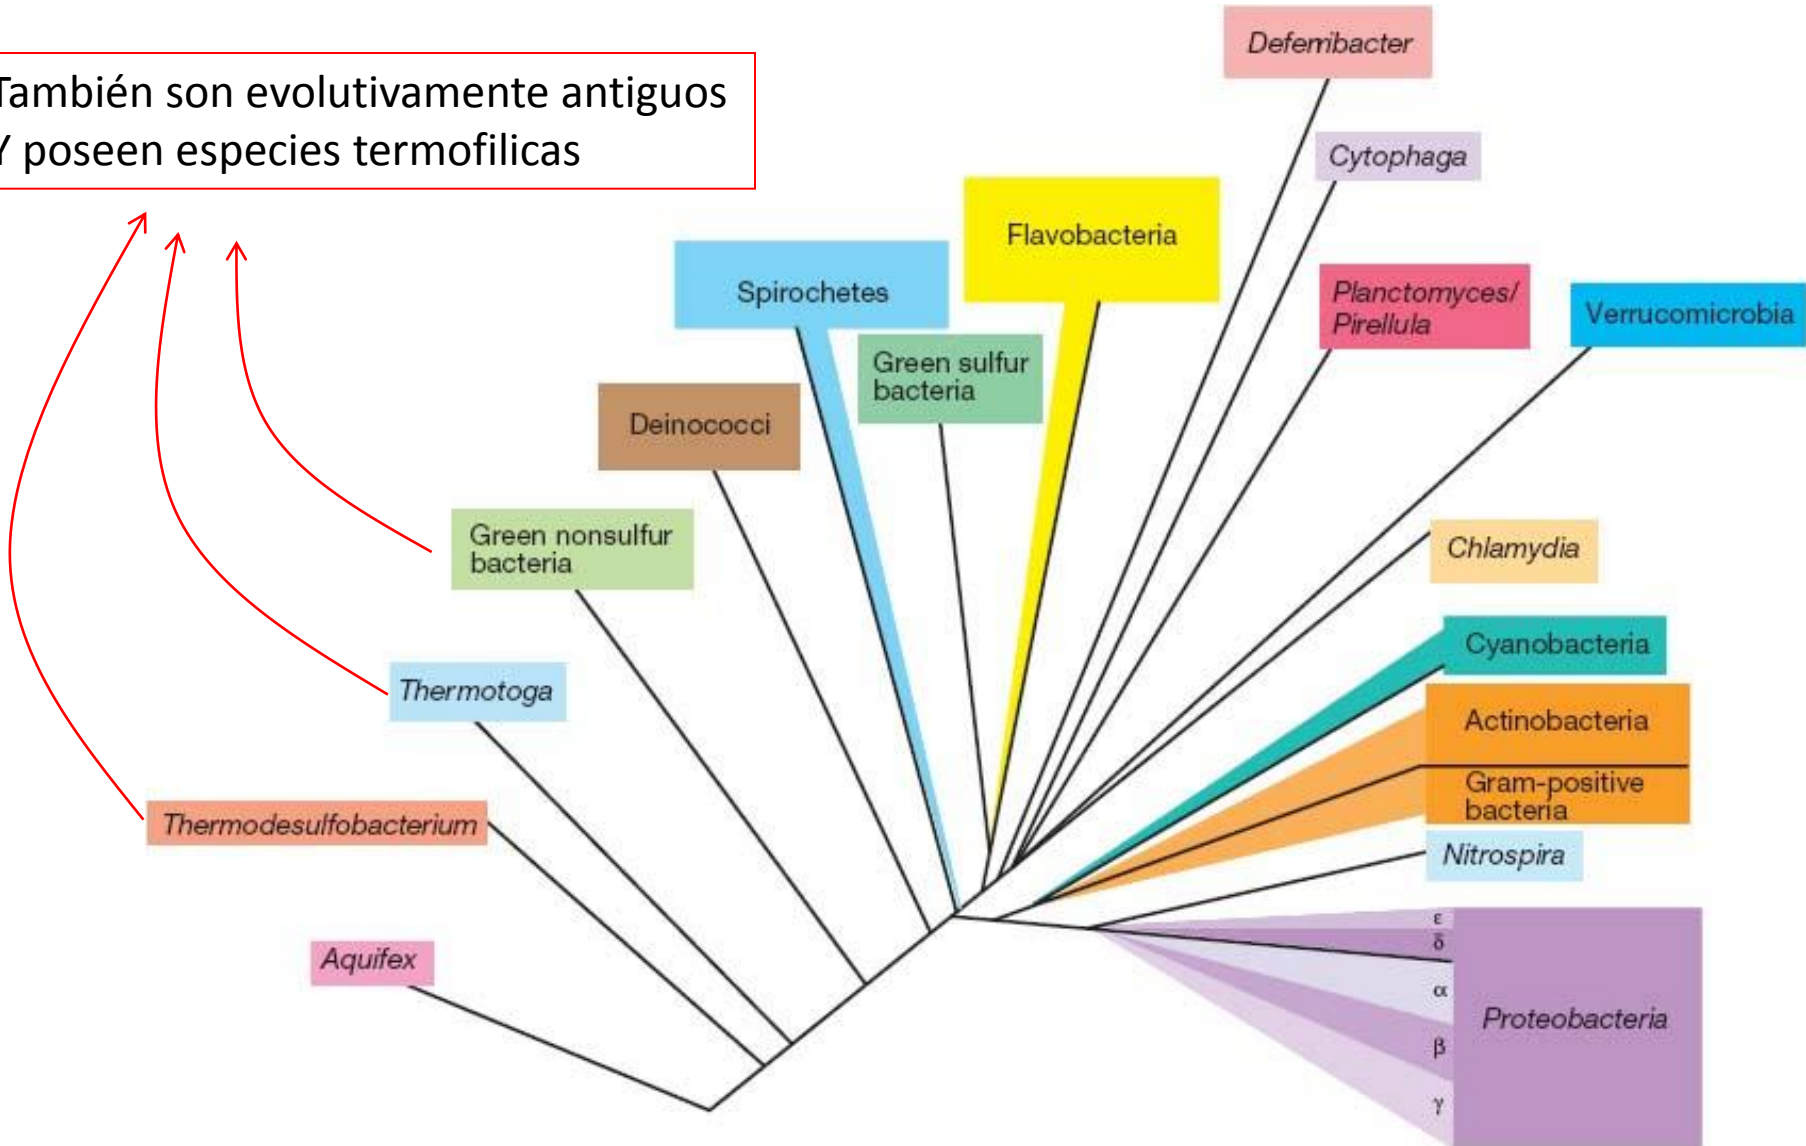 También son evolutivamente antiguos
Y poseen especies termofilicas
Deferribacter
Cytophaga
Flavobacteria
Spirochetes
Planctomyces/
Pirellula
Verrucomicrobia
Green sulfur
bacteria
Deinococci
Green nonsulfur
bacteria
Chlamydia
Cyanobacteria
Thermotoga
Actinobacteria
Gram-positive
bacteria
Thermodesulfobacterium
Nitrospira
Aquifex
ε
δ
α
β
γ
Proteobacteria